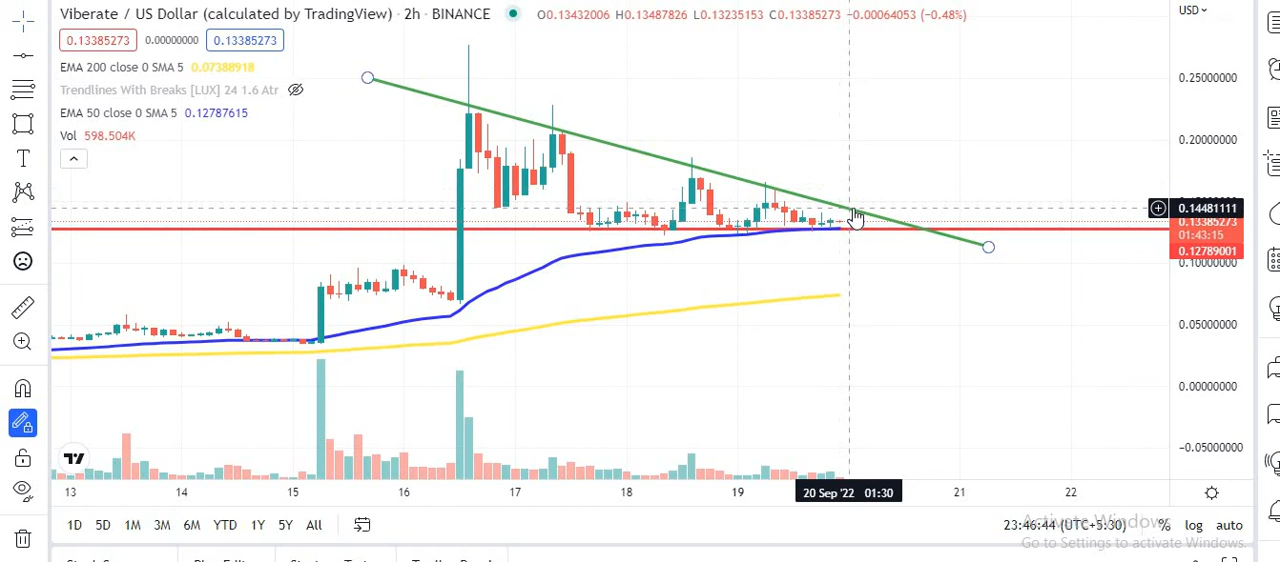 Viberate / US Dollar (calculated by TradingView) · 2h · BINANCE O0.13432006 H0.13487826 L0.13235153 C0.13385273 −0.00064053 (−0.48%) USD
0.13385273 0.00000000 0.13385273
EMA 200 close 0 SMA 5 0.07388918
Trendlines With Breaks [LUX] 24 1.6 Atr
EMA 50 close 0 SMA 5 0.12787615
Vol 598.504K
0.25000000
0.20000000
0.14481111
0.13385273
01:43:15
0.12789001
0.10000000
0.05000000
0.00000000
−0.05000000
13 14 15 16 17 18 19 20 Sep '22 01:30 21 22
1D 5D 1M 3M 6M YTD 1Y 5Y All 23:46:44 (UTC+5:30) % log auto
Activate Windows
Go to Settings to activate Windows.